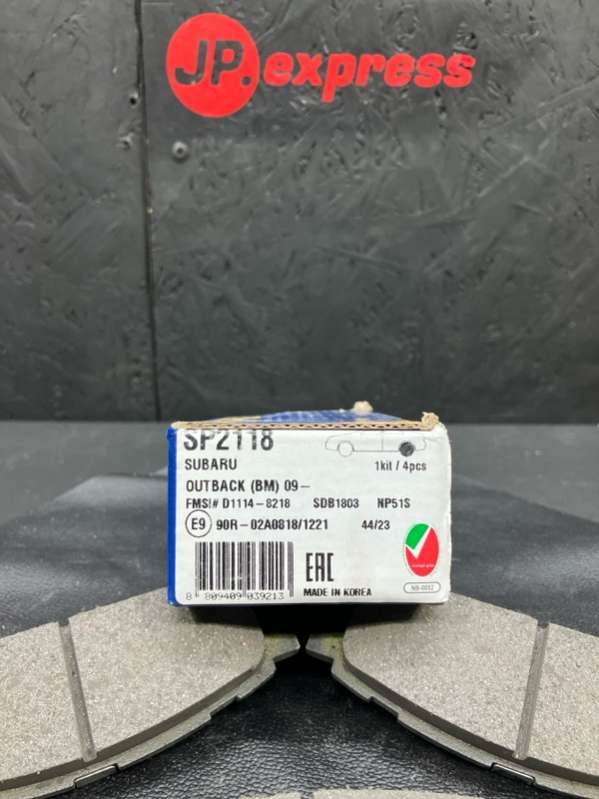 JP.express
SP2118
SUBARU
1kit / 4pcs
OUTBACK (BM) 09-
FMSI# D1114-8218 SDB1803 NP51S
E9 90R-02A0818/1221 44/23
EAC
8 809409 039213
MADE IN KOREA